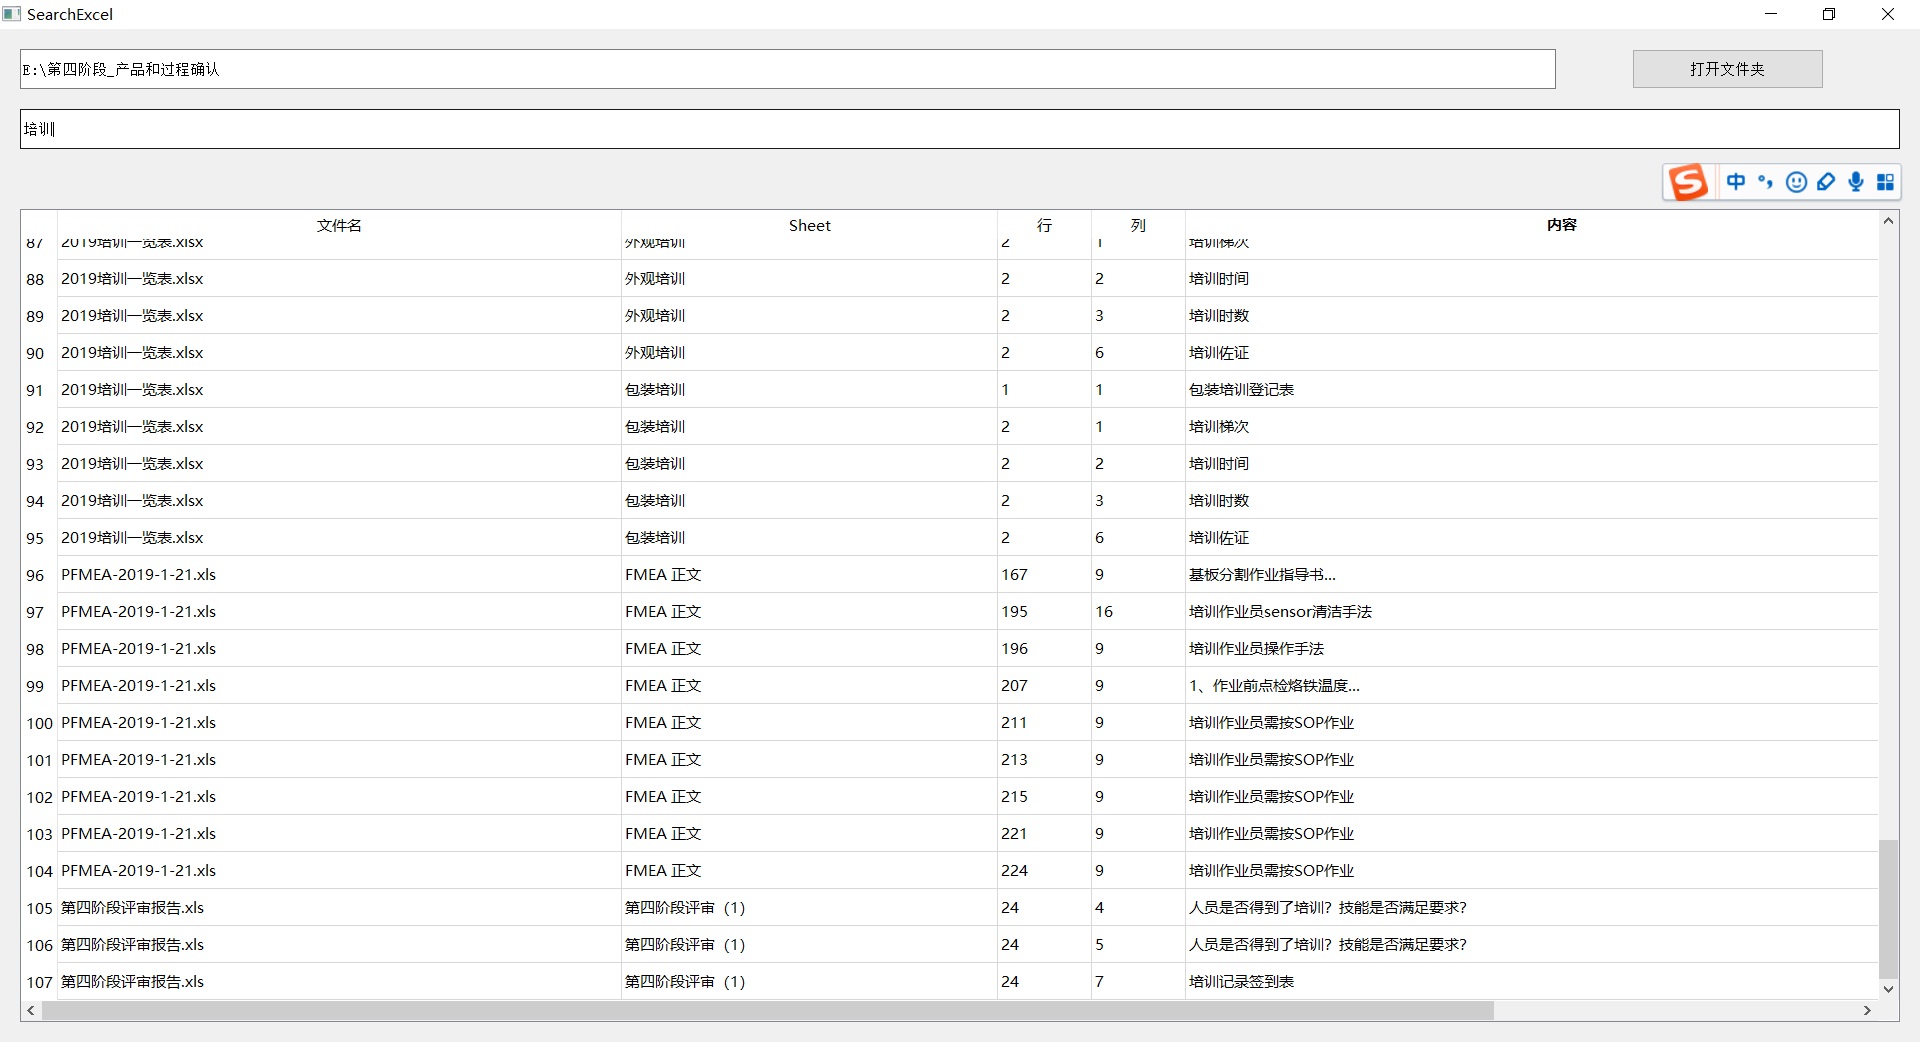 SearchExcel
E:\第四阶段_产品和过程确认 打开文件夹
培训
中
文件名 Sheet 行 列 内容
87 2019培训一览表.xlsx 外观培训 2 1 培训梯次
88 2019培训一览表.xlsx 外观培训 2 2 培训时间
89 2019培训一览表.xlsx 外观培训 2 3 培训时数
90 2019培训一览表.xlsx 外观培训 2 6 培训佐证
91 2019培训一览表.xlsx 包装培训 1 1 包装培训登记表
92 2019培训一览表.xlsx 包装培训 2 1 培训梯次
93 2019培训一览表.xlsx 包装培训 2 2 培训时间
94 2019培训一览表.xlsx 包装培训 2 3 培训时数
95 2019培训一览表.xlsx 包装培训 2 6 培训佐证
96 PFMEA-2019-1-21.xls FMEA 正文 167 9 基板分割作业指导书...
97 PFMEA-2019-1-21.xls FMEA 正文 195 16 培训作业员sensor清洁手法
98 PFMEA-2019-1-21.xls FMEA 正文 196 9 培训作业员操作手法
99 PFMEA-2019-1-21.xls FMEA 正文 207 9 1、作业前点检烙铁温度...
100 PFMEA-2019-1-21.xls FMEA 正文 211 9 培训作业员需按SOP作业
101 PFMEA-2019-1-21.xls FMEA 正文 213 9 培训作业员需按SOP作业
102 PFMEA-2019-1-21.xls FMEA 正文 215 9 培训作业员需按SOP作业
103 PFMEA-2019-1-21.xls FMEA 正文 221 9 培训作业员需按SOP作业
104 PFMEA-2019-1-21.xls FMEA 正文 224 9 培训作业员需按SOP作业
105 第四阶段评审报告.xls 第四阶段评审（1） 24 4 人员是否得到了培训？技能是否满足要求？
106 第四阶段评审报告.xls 第四阶段评审（1） 24 5 人员是否得到了培训？技能是否满足要求？
107 第四阶段评审报告.xls 第四阶段评审（1） 24 7 培训记录签到表